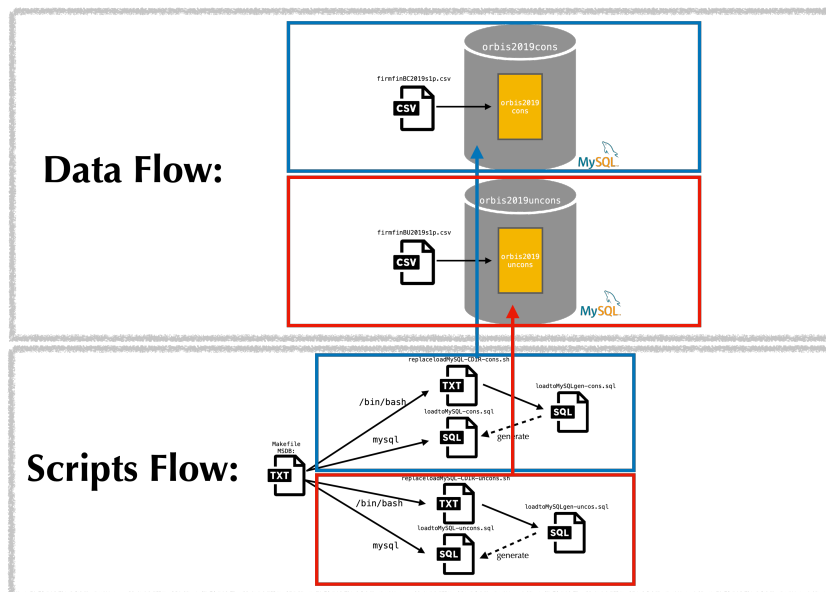 Data Flow:
orbis2019cons
firmfinBC2019s1p.csv
CSV
orbis2019
cons
MySQL
orbis2019uncons
firmfinBU2019s1p.csv
CSV
orbis2019
uncons
MySQL
Scripts Flow:
replaceloadMySQL-CDIR-cons.sh
TXT
/bin/bash
loadtoMySQLgen-cons.sql
SQL
loadtoMySQL-cons.sql
SQL
mysql
generate
Makefile
MSDB:
TXT
replaceloadMySQL-CDIR-uncons.sh
TXT
/bin/bash
loadtoMySQLgen-uncos.sql
SQL
loadtoMySQL-uncons.sql
SQL
mysql
generate